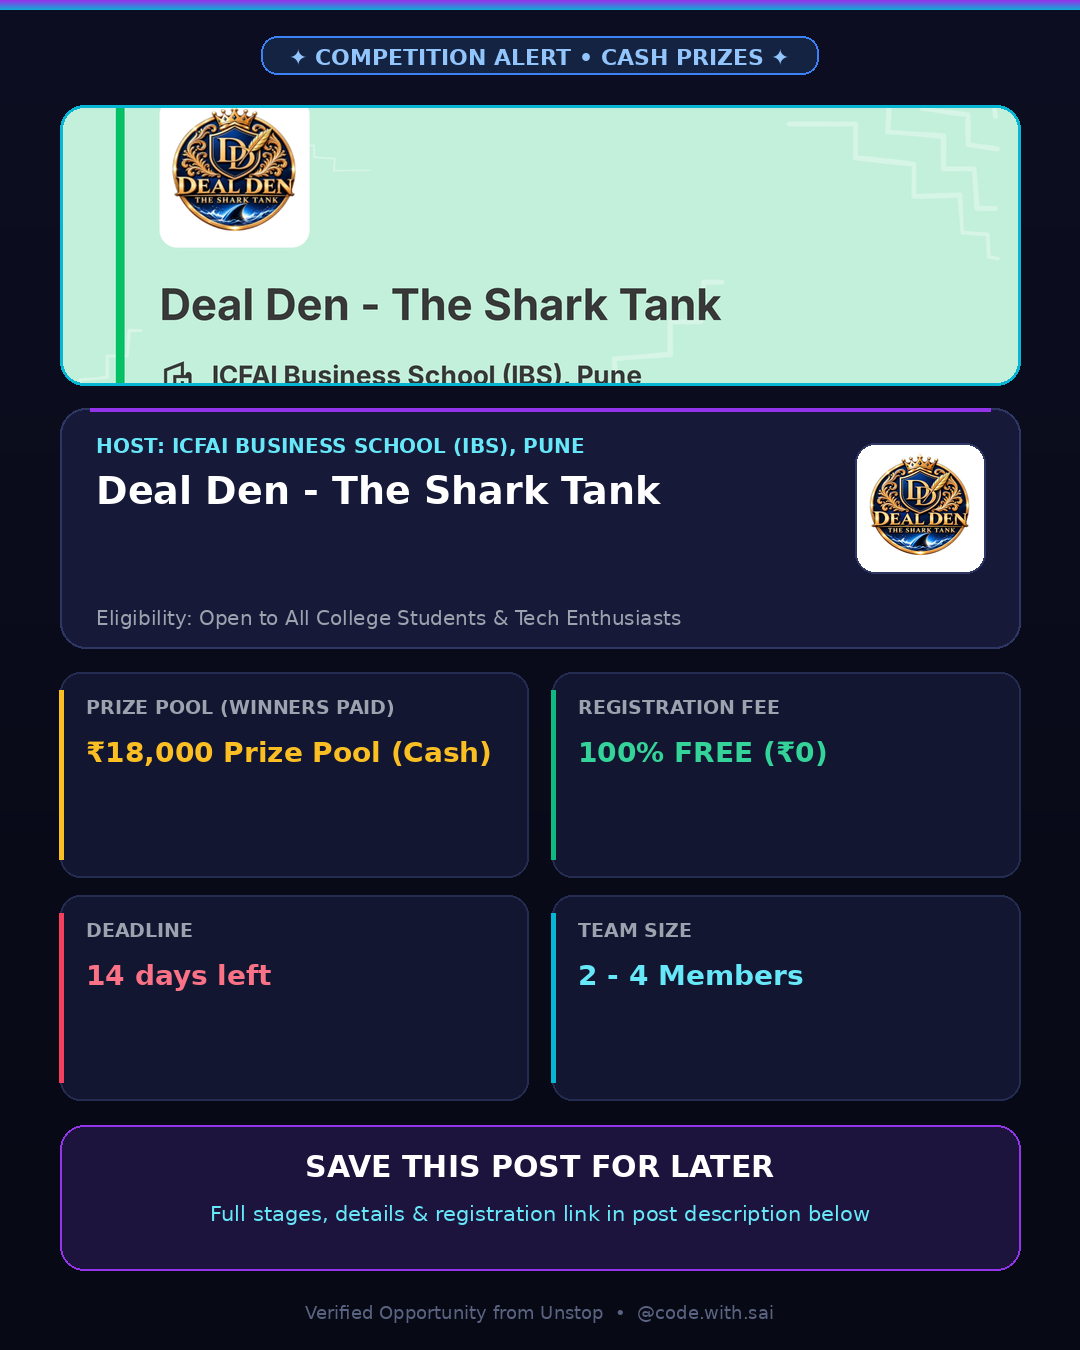 ✦ COMPETITION ALERT • CASH PRIZES ✦
DD
DEAL DEN
THE SHARK TANK
Deal Den - The Shark Tank
ICFAI Business School (IBS), Pune
HOST: ICFAI BUSINESS SCHOOL (IBS), PUNE
Deal Den - The Shark Tank
DD
DEAL DEN
THE SHARK TANK
Eligibility: Open to All College Students & Tech Enthusiasts
PRIZE POOL (WINNERS PAID)
₹18,000 Prize Pool (Cash)
REGISTRATION FEE
100% FREE (₹0)
DEADLINE
14 days left
TEAM SIZE
2 - 4 Members
SAVE THIS POST FOR LATER
Full stages, details & registration link in post description below
Verified Opportunity from Unstop • @code.with.sai